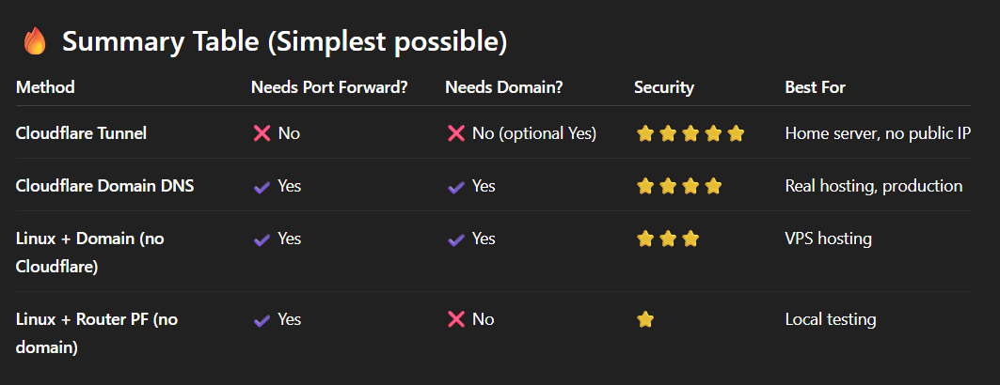 🔥 Summary Table (Simplest possible)
Method Needs Port Forward? Needs Domain? Security Best For
Cloudflare Tunnel ❌ No ❌ No (optional Yes) ⭐⭐⭐⭐⭐ Home server, no public IP
Cloudflare Domain DNS ✔ Yes ✔ Yes ⭐⭐⭐⭐ Real hosting, production
Linux + Domain (no ✔ Yes ✔ Yes ⭐⭐⭐ VPS hosting
Cloudflare)
Linux + Router PF (no ✔ Yes ❌ No ⭐ Local testing
domain)